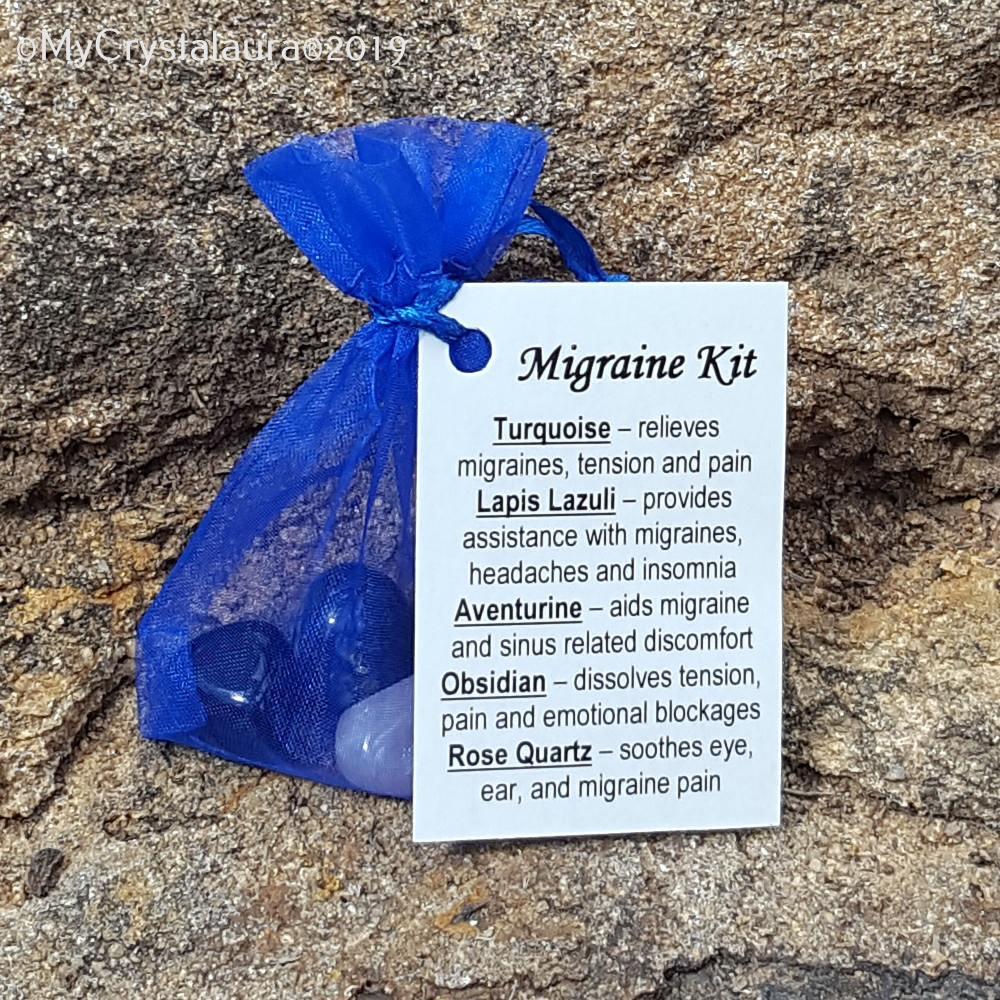 ©MyCrystalaura®2019
Migraine Kit
Turquoise – relieves
migraines, tension and pain
Lapis Lazuli – provides
assistance with migraines,
headaches and insomnia
Aventurine – aids migraine
and sinus related discomfort
Obsidian – dissolves tension,
pain and emotional blockages
Rose Quartz – soothes eye,
ear, and migraine pain